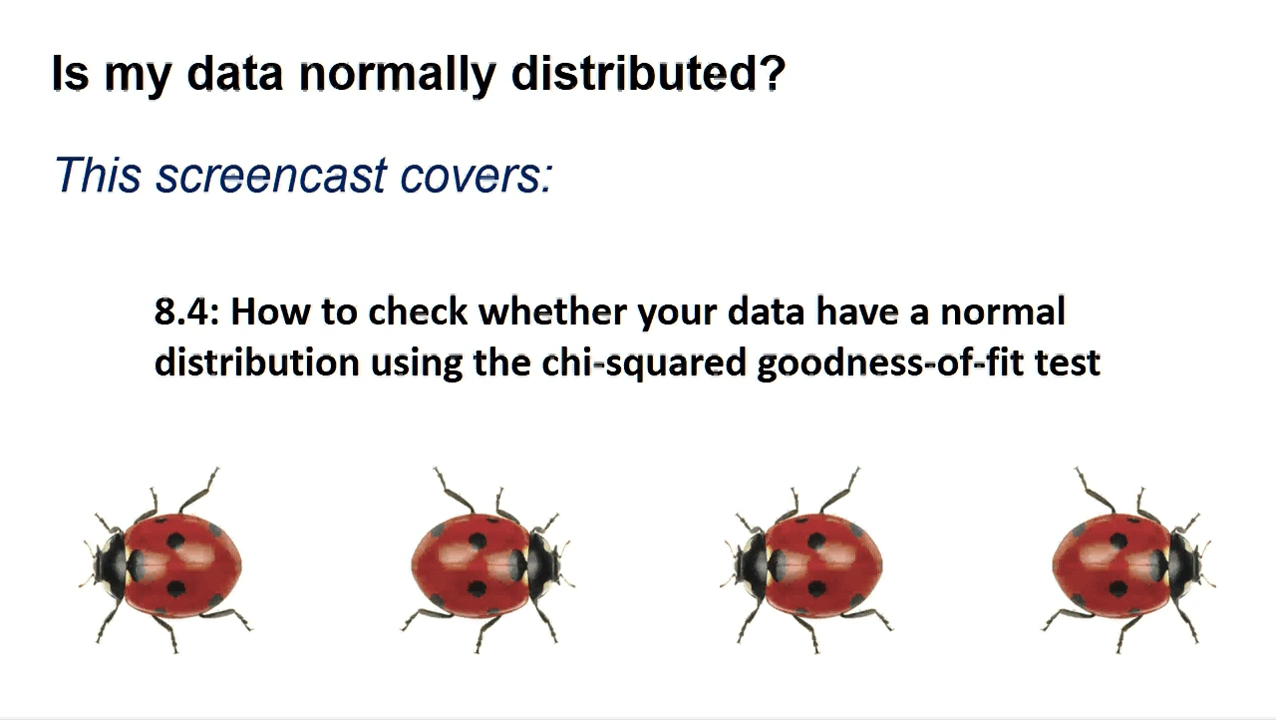 Is my data normally distributed?
This screencast covers:
8.4: How to check whether your data have a normal
distribution using the chi-squared goodness-of-fit test